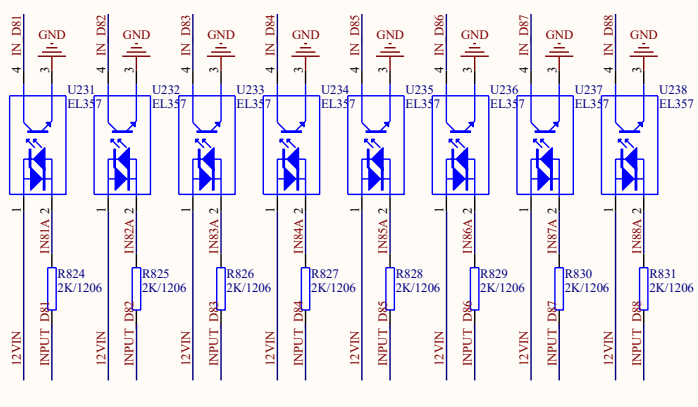 IN D81
GND
4
3
U231
EL357
1
2
IN81A
R824
2K/1206
12VIN
INPUT D81
IN D82
GND
4
3
U232
EL357
1
2
IN82A
R825
2K/1206
12VIN
INPUT D82
IN D83
GND
4
3
U233
EL357
1
2
IN83A
R826
2K/1206
12VIN
INPUT D83
IN D84
GND
4
3
U234
EL357
1
2
IN84A
R827
2K/1206
12VIN
INPUT D84
IN D85
GND
4
3
U235
EL357
1
2
IN85A
R828
2K/1206
12VIN
INPUT D85
IN D86
GND
4
3
U236
EL357
1
2
IN86A
R829
2K/1206
12VIN
INPUT D86
IN D87
GND
4
3
U237
EL357
1
2
IN87A
R830
2K/1206
12VIN
INPUT D87
IN D88
GND
4
3
U238
EL357
1
2
IN88A
R831
2K/1206
12VIN
INPUT D88